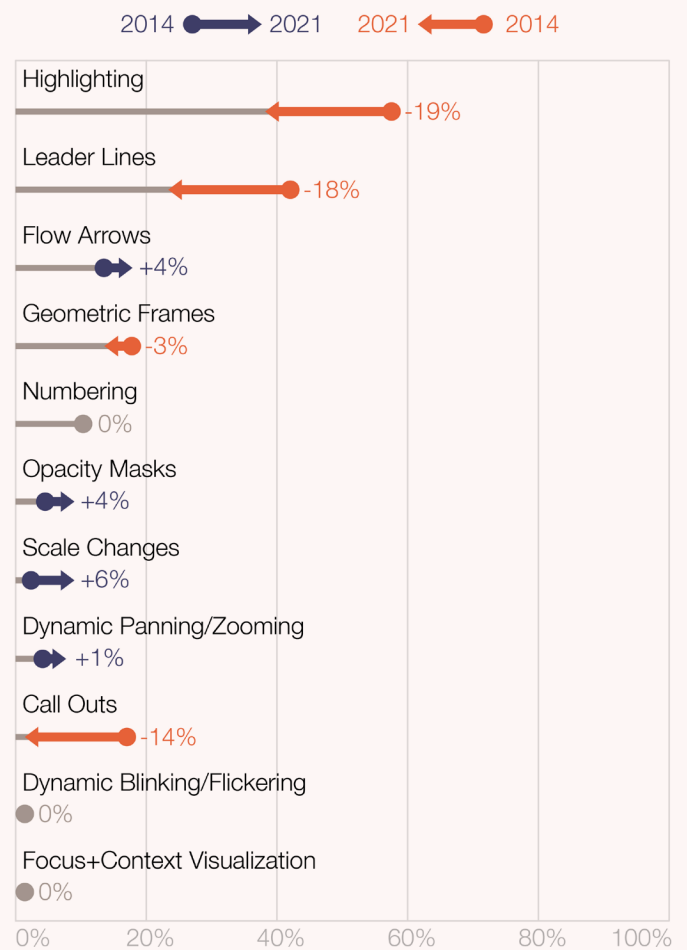 2014 2021 2021 2014
Highlighting
-19%
Leader Lines
-18%
Flow Arrows
+4%
Geometric Frames
-3%
Numbering
0%
Opacity Masks
+4%
Scale Changes
+6%
Dynamic Panning/Zooming
+1%
Call Outs
-14%
Dynamic Blinking/Flickering
0%
Focus+Context Visualization
0%
0% 20% 40% 60% 80% 100%